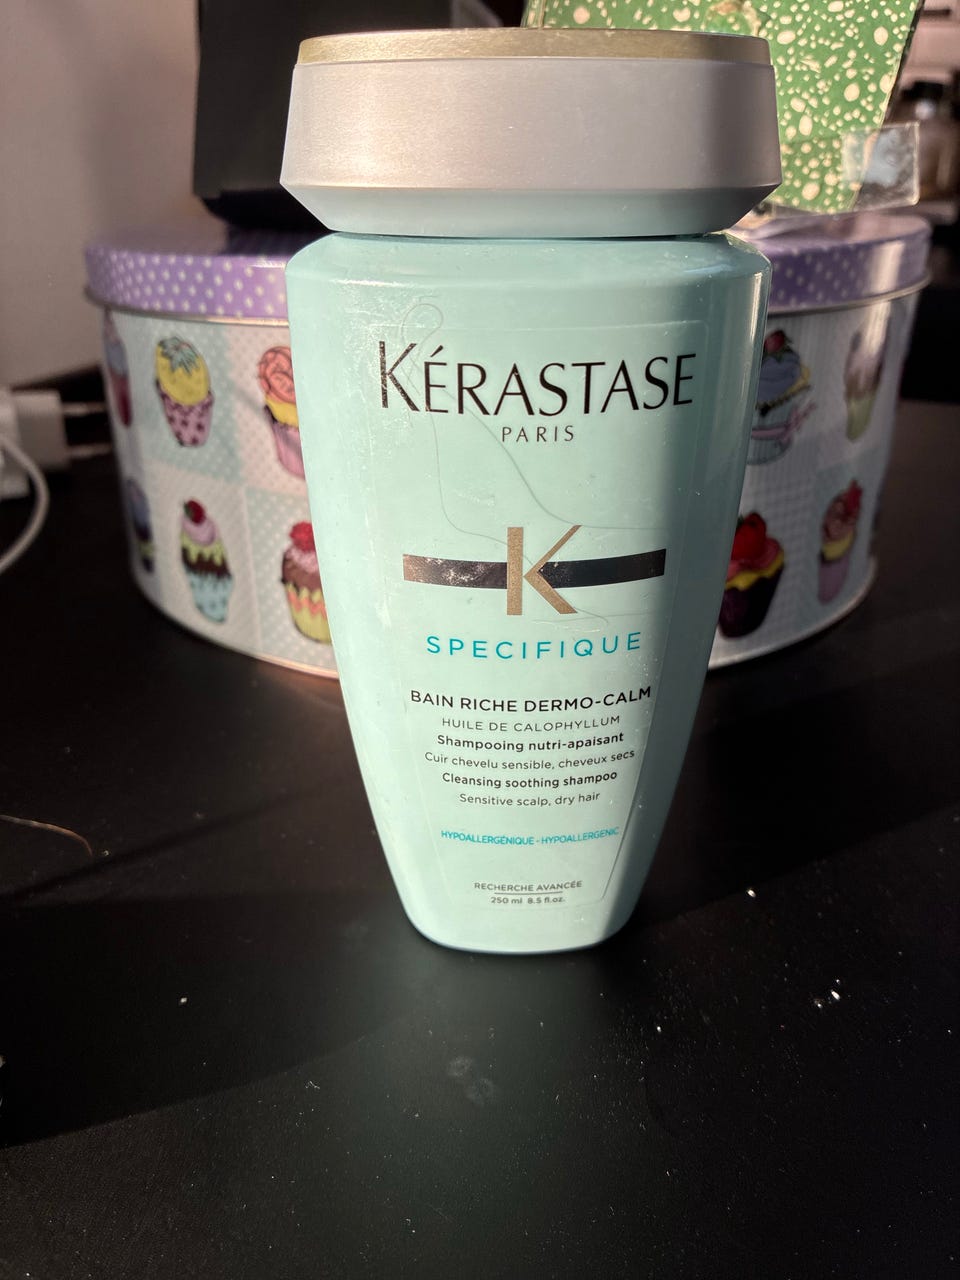 KÉRASTASE
PARIS
K
SPECIFIQUE
BAIN RICHE DERMO-CALM
HUILE DE CALOPHYLLUM
Shampooing nutri-apaisant
Cuir chevelu sensible, cheveux secs
Cleansing soothing shampoo
Sensitive scalp, dry hair
HYPOALLERGÉNIQUE - HYPOALLERGENIC
RECHERCHE AVANCÉE
250 ml 8.5 fl.oz.